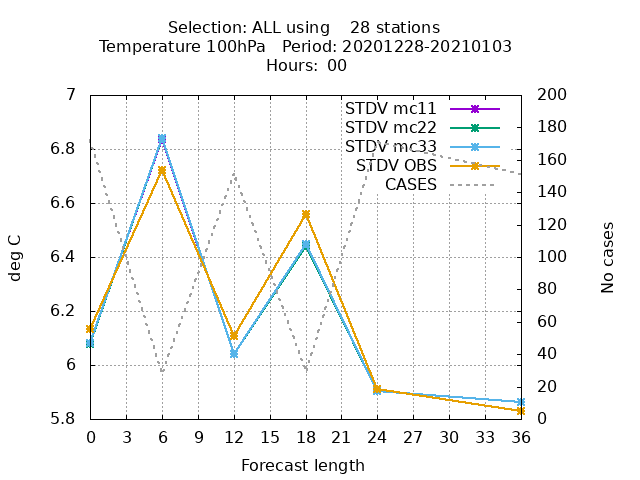 Selection: ALL using    28 stations
Temperature 100hPa   Period: 20201228-20210103
Hours: 00
7
6.8
6.6
6.4
6.2
6
5.8
deg C
200
180
160
140
120
100
80
60
40
20
0
No cases
STDV mc11
STDV mc22
STDV mc33
STDV OBS
CASES
0 3 6 9 12 15 18 21 24 27 30 33 36
Forecast length